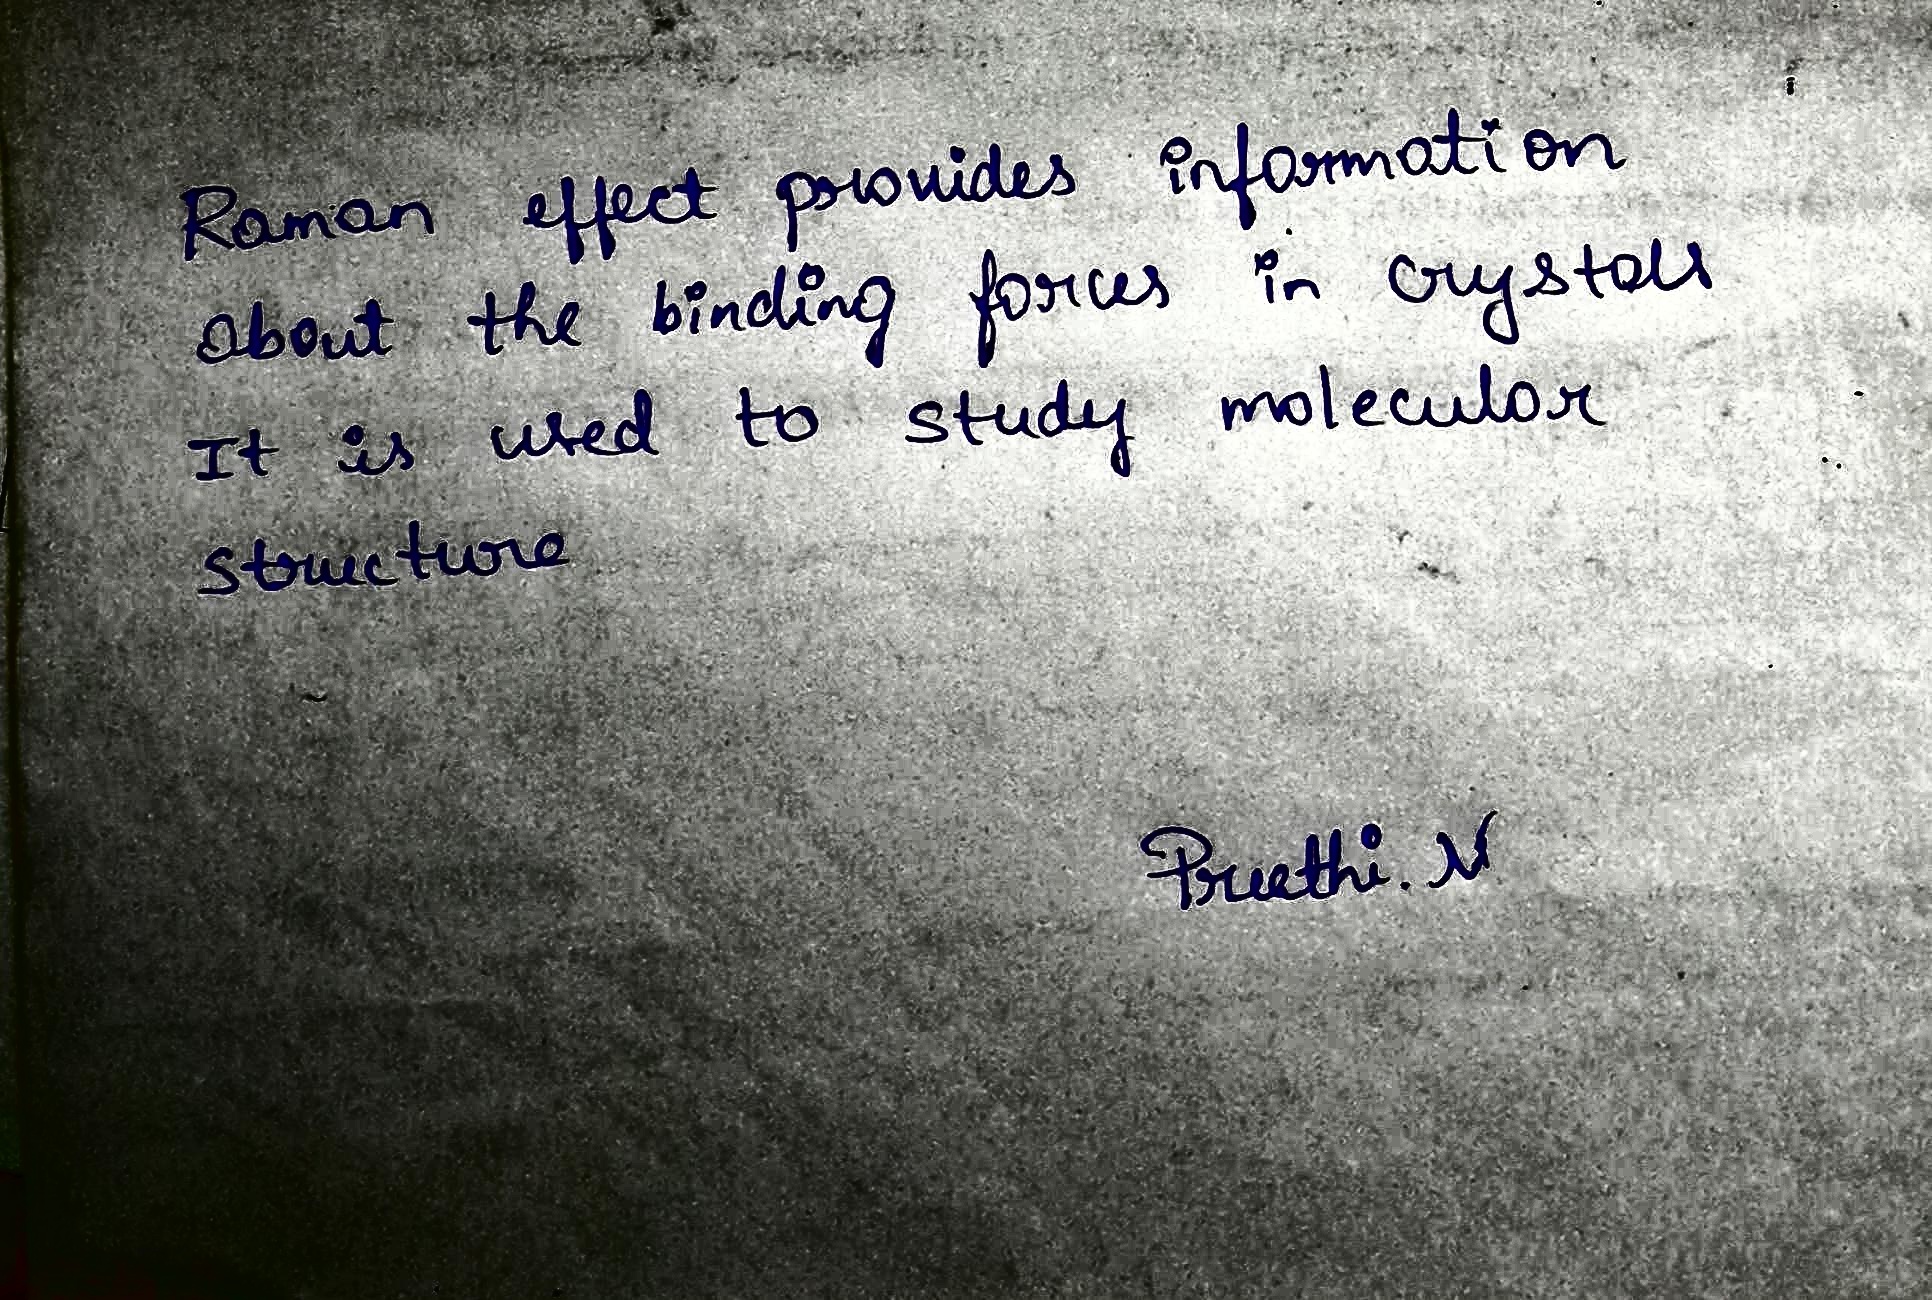 Raman effect provides information
about the binding forces in crystals
It is used to study molecular
structure
Preethi. N